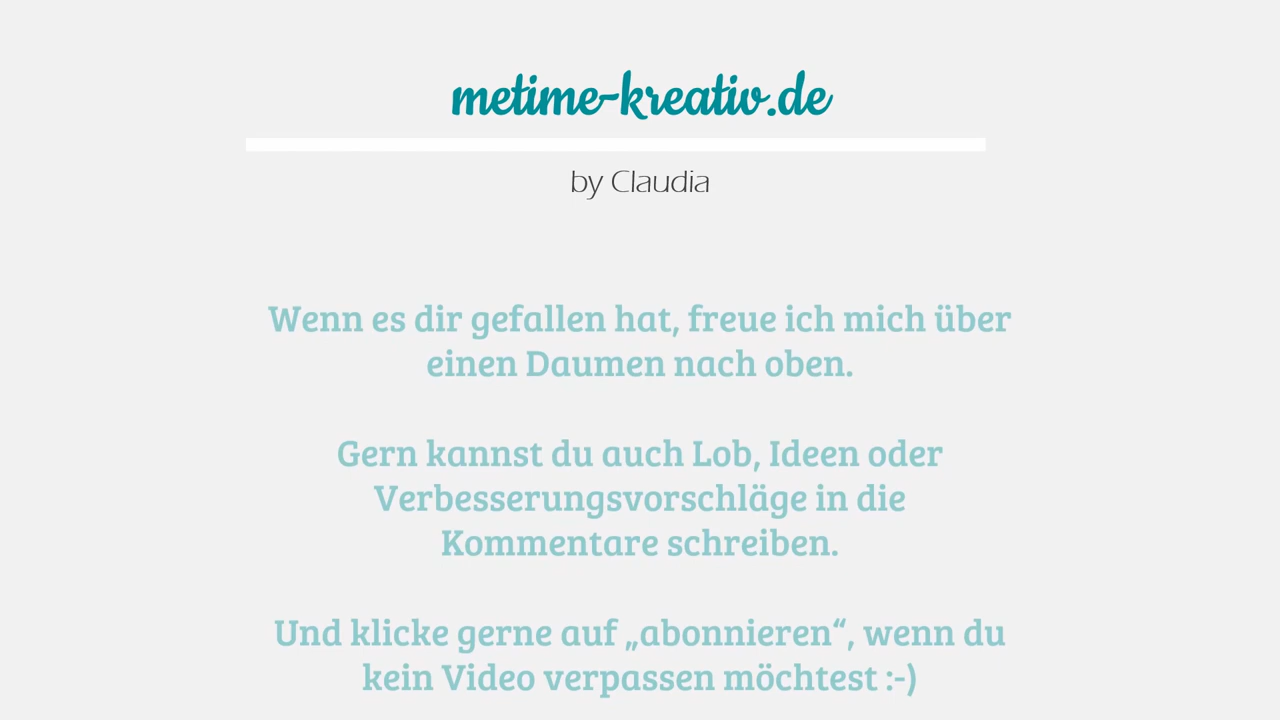 metime-kreativ.de
by Claudia
Wenn es dir gefallen hat, freue ich mich über
einen Daumen nach oben.
Gern kannst du auch Lob, Ideen oder
Verbesserungsvorschläge in die
Kommentare schreiben.
Und klicke gerne auf „abonnieren“, wenn du
kein Video verpassen möchtest :-)